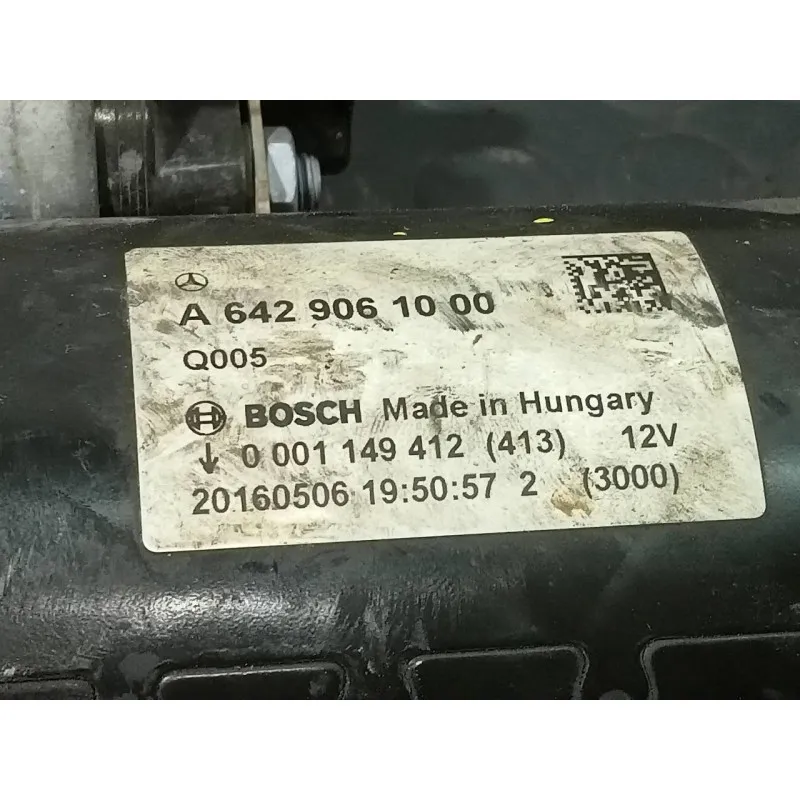 A 642 906 10 00
Q005
BOSCH Made in Hungary
↓ 0 001 149 412 (413) 12V
20160506 19:50:57 2 (3000)